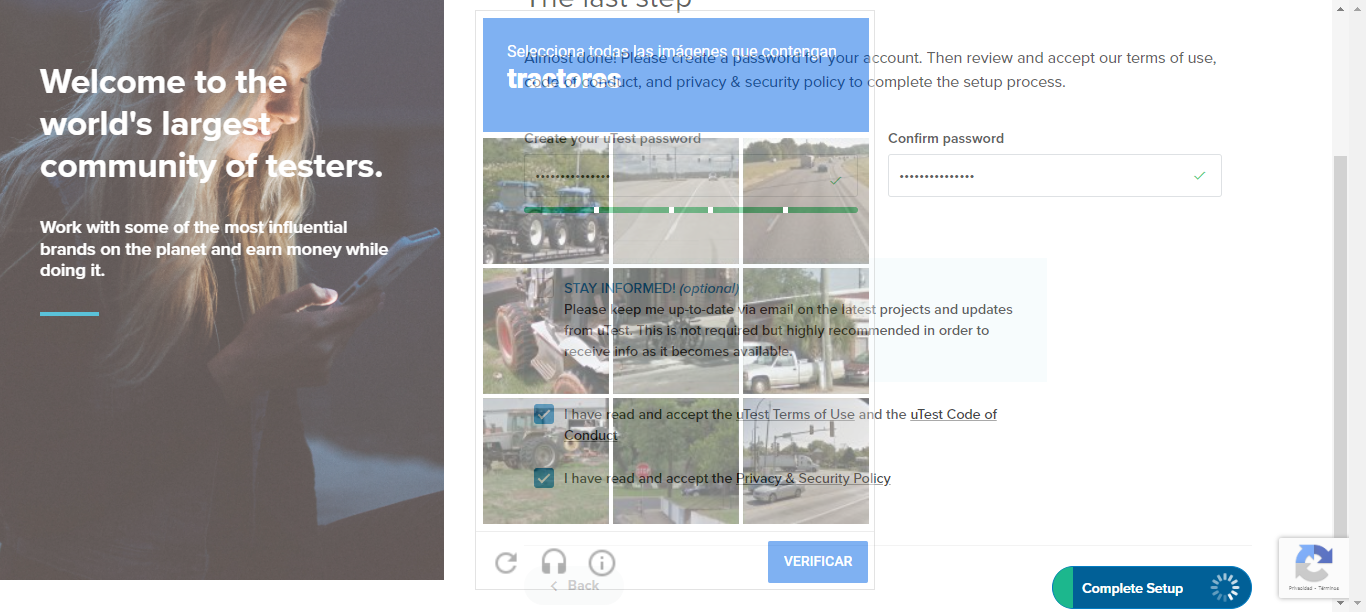 The last step
Welcome to the
world's largest
community of testers.
Work with some of the most influential
brands on the planet and earn money while
doing it.
Selecciona todas las imágenes que contengan
tractores
Almost done! Please create a password for your account. Then review and accept our terms of use,
code of conduct, and privacy & security policy to complete the setup process.
Create your uTest password
Confirm password
•••••••••••••••
•••••••••••••••
STAY INFORMED! (optional)
Please keep me up-to-date via email on the latest projects and updates
from uTest. This is not required but highly recommended in order to
receive info as it becomes available.
I have read and accept the uTest Terms of Use and the uTest Code of
Conduct
I have read and accept the Privacy & Security Policy
VERIFICAR
Back
Complete Setup
Privacidad - Términos